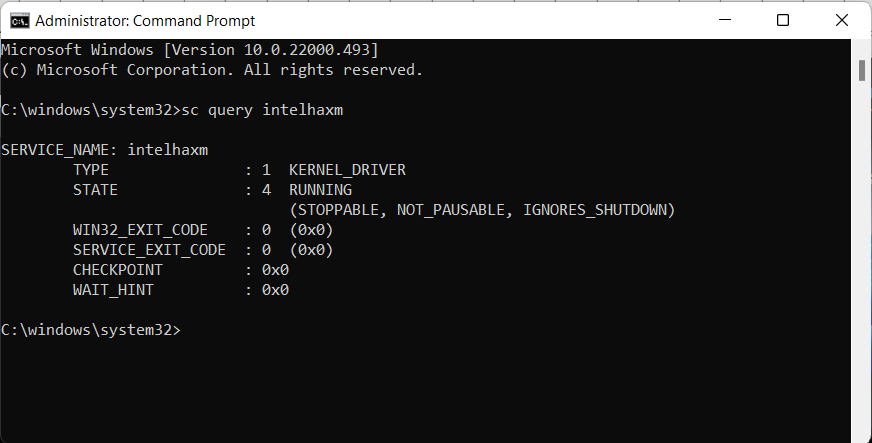 Administrator: Command Prompt
Microsoft Windows [Version 10.0.22000.493]
(c) Microsoft Corporation. All rights reserved.
C:\windows\system32>sc query intelhaxm
SERVICE_NAME: intelhaxm
TYPE : 1 KERNEL_DRIVER
STATE : 4 RUNNING
(STOPPABLE, NOT_PAUSABLE, IGNORES_SHUTDOWN)
WIN32_EXIT_CODE : 0 (0x0)
SERVICE_EXIT_CODE : 0 (0x0)
CHECKPOINT : 0x0
WAIT_HINT : 0x0
C:\windows\system32>